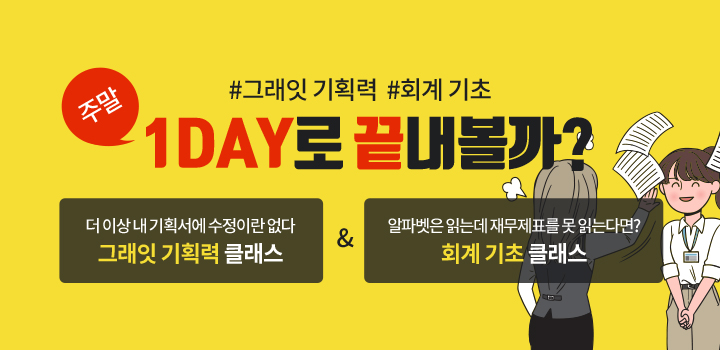 #그래잇 기획력 #회계 기초
주말
1DAY로 끝내볼까?
더 이상 내 기획서에 수정이란 없다
그래잇 기획력 클래스
&
알파벳은 읽는데 재무제표를 못 읽는다면?
회계 기초 클래스